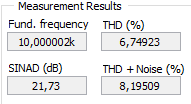 Measurement Results
Fund. frequency THD (%)
10,000002k 6,74923
SINAD (dB) THD + Noise (%)
21,73 8,19509